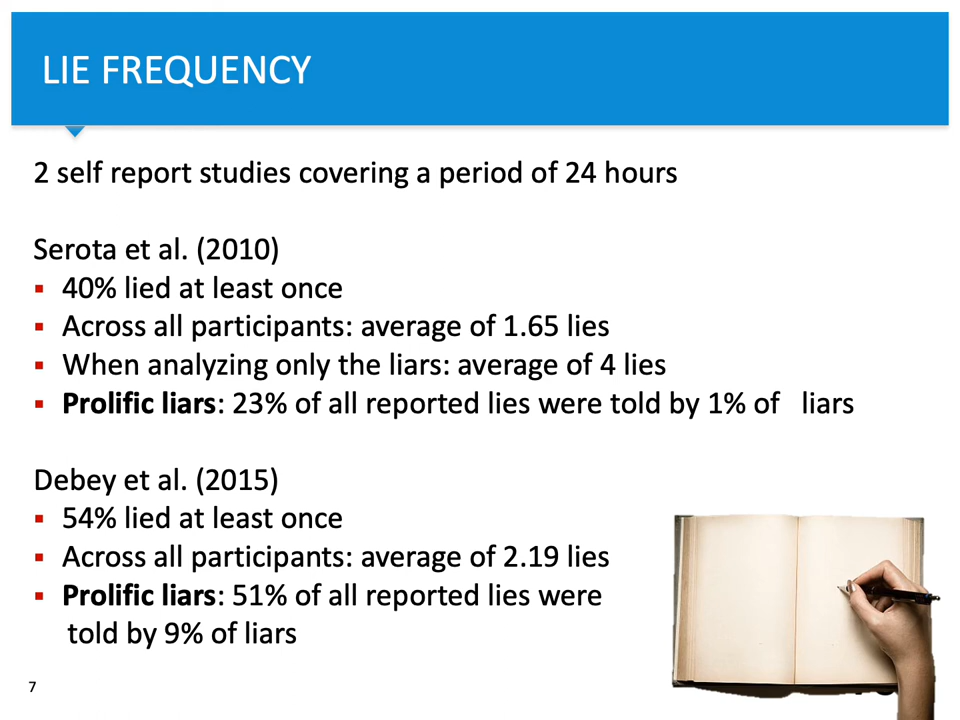 LIE FREQUENCY
2 self report studies covering a period of 24 hours
Serota et al. (2010)
▪ 40% lied at least once
▪ Across all participants: average of 1.65 lies
▪ When analyzing only the liars: average of 4 lies
▪ Prolific liars: 23% of all reported lies were told by 1% of liars
Debey et al. (2015)
▪ 54% lied at least once
▪ Across all participants: average of 2.19 lies
▪ Prolific liars: 51% of all reported lies were
told by 9% of liars
7